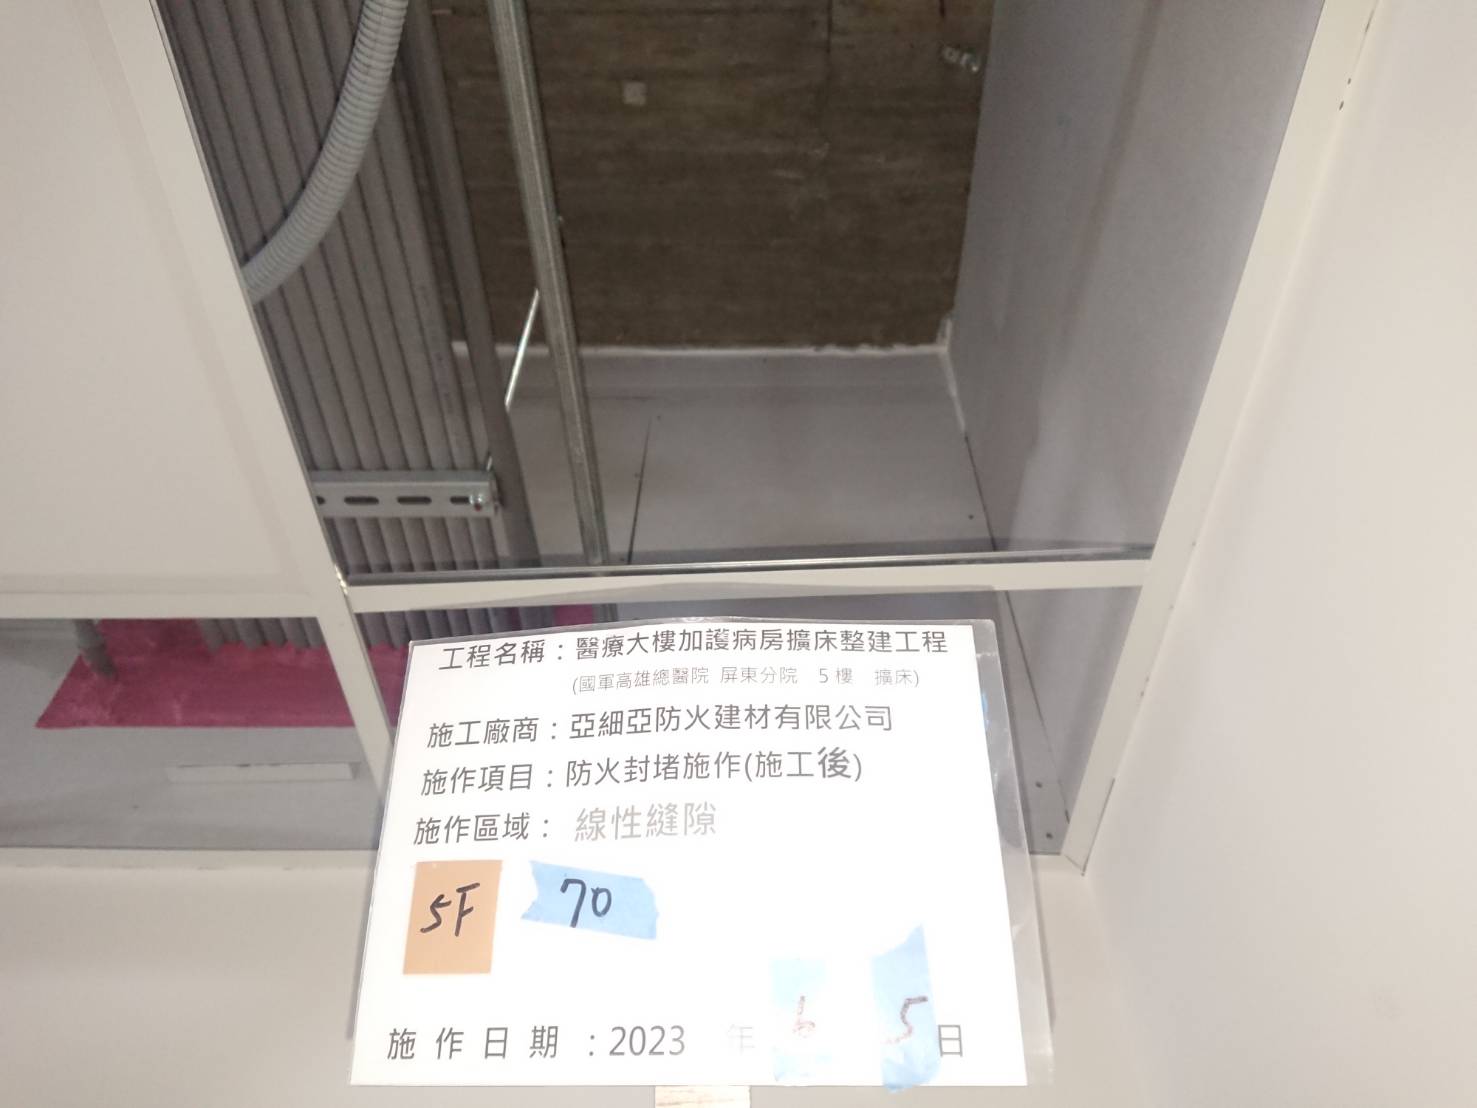 工程名稱：醫療大樓加護病房擴床整建工程
(國軍高雄總醫院 屏東分院 5樓 擴床)
施工廠商：亞細亞防火建材有限公司
施作項目：防火封堵施作(施工後)
施作區域： 線性縫隙
5F 70
施作日期 :2023 年 6 5 日